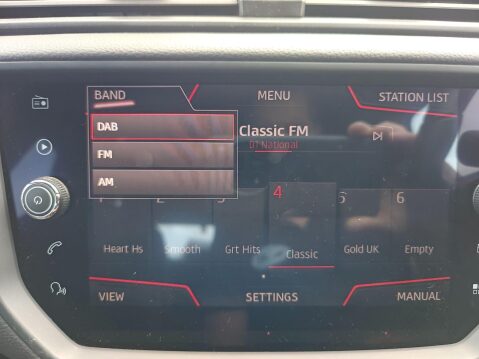 BAND
MENU
STATION LIST
DAB
FM
AM
Classic FM
D1 National
4
5
6
Heart Hs
Smooth
Grt Hits
Classic
Gold UK
Empty
VIEW
SETTINGS
MANUAL